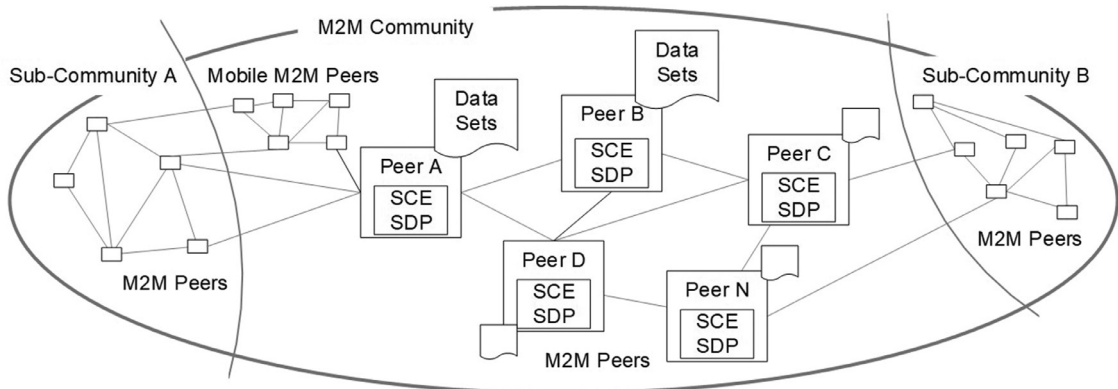 M2M Community
Sub-Community A
Mobile M2M Peers
Data
Sets
Data
Sets
Sub-Community B
Peer A
SCE
SDP
Peer B
SCE
SDP
Peer C
SCE
SDP
M2M Peers
M2M Peers
Peer D
SCE
SDP
Peer N
SCE
SDP
M2M Peers